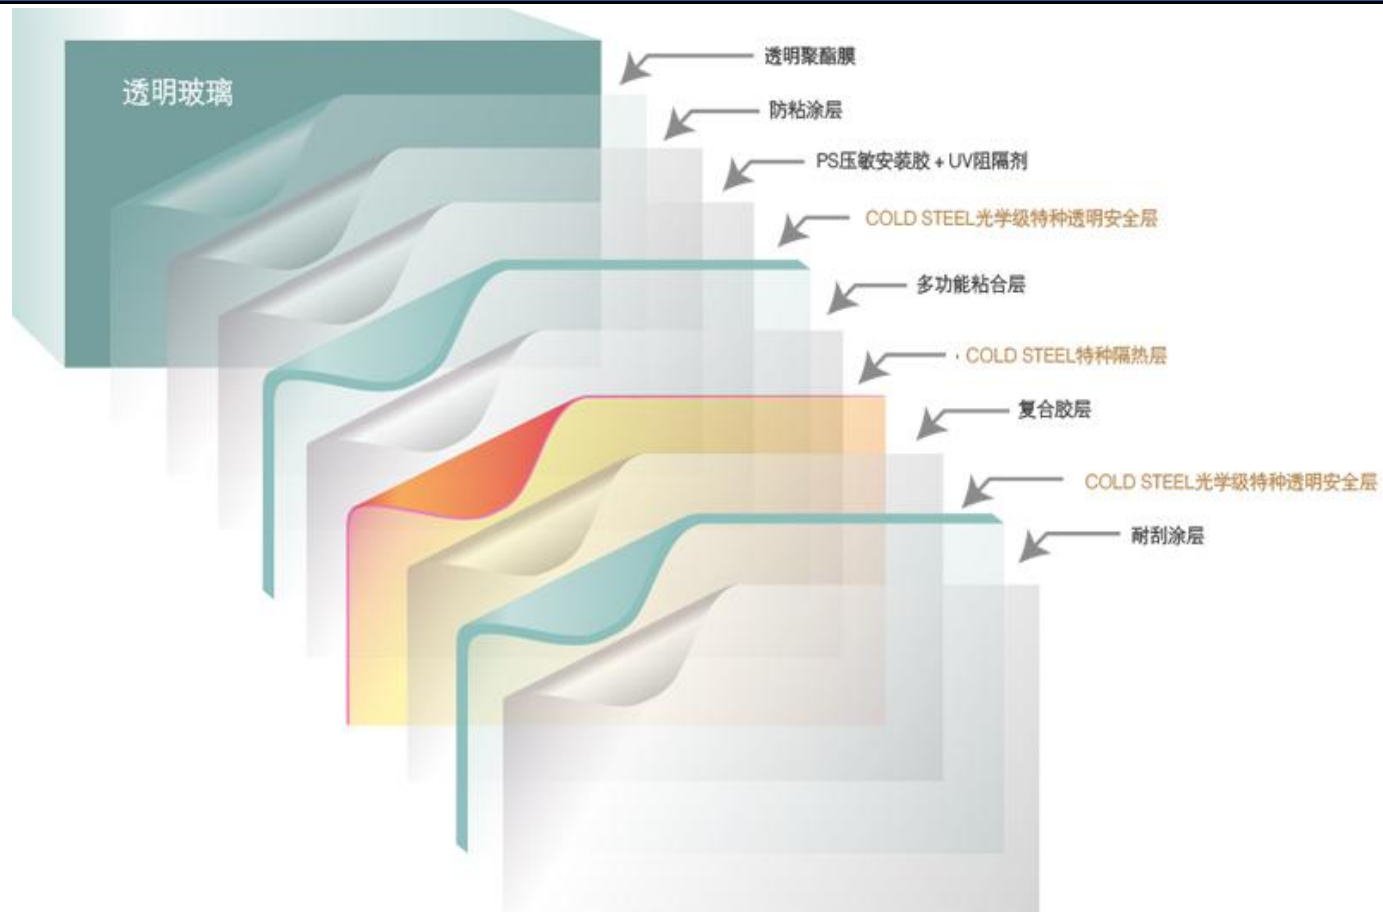 透明玻璃
透明聚酯膜
防粘涂层
PS压敏安装胶 + UV阻隔剂
COLD STEEL光学级特种透明安全层
多功能粘合层
COLD STEEL特种隔热层
复合胶层
COLD STEEL光学级特种透明安全层
耐刮涂层